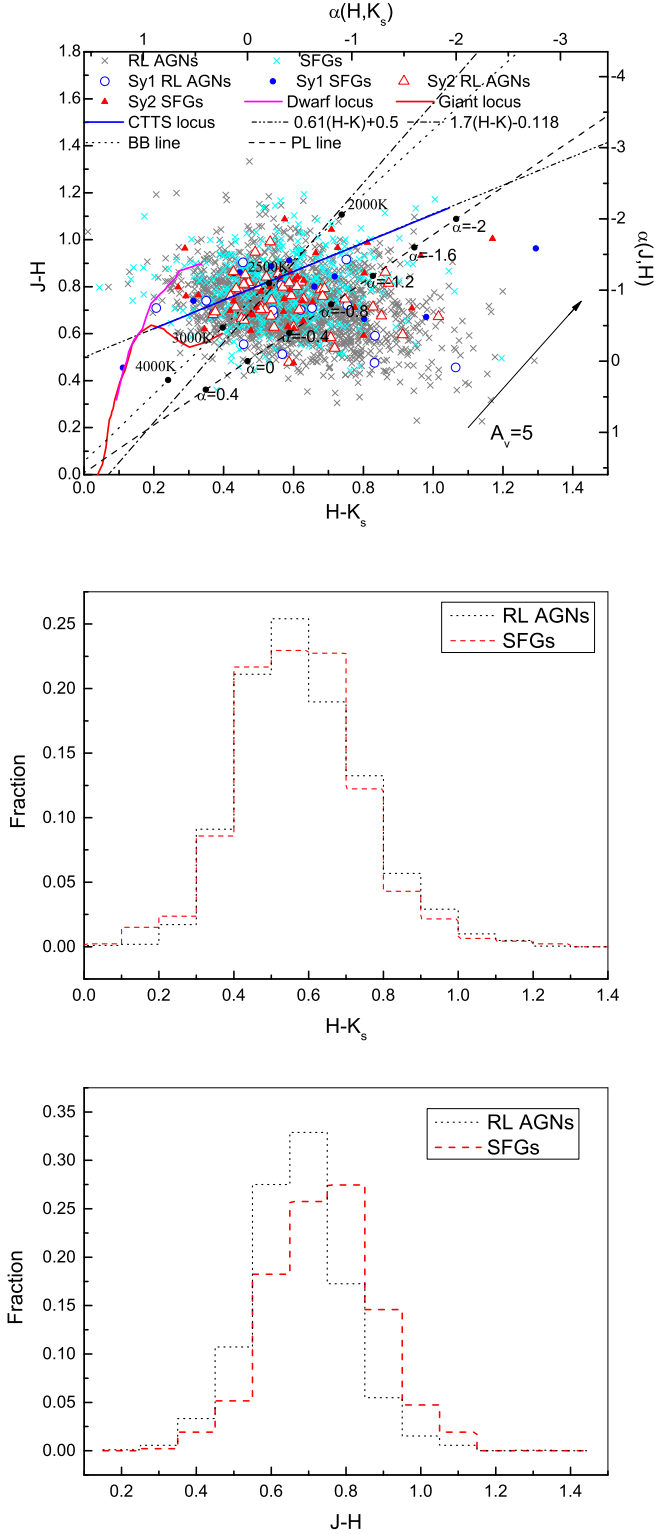 α(H,Kₛ)
1 0 -1 -2 -3
1.8
1.6
1.4
1.2
1.0
0.8
0.6
0.4
0.2
0.0
J-H
RL AGNs SFGs
Sy1 RL AGNs Sy1 SFGs Sy2 RL AGNs
Sy2 SFGs Dwarf locus Giant locus
CTTS locus 0.61(H-K)+0.5 1.7(H-K)-0.118
BB line PL line
2000K
2500K
3000K
4000K
α=-2
α=-1.6
α=-1.2
α=-0.8
α=-0.4
α=0
α=0.4
Aᵥ=5
-4
-3
-2
-1
0
1
α(J,H)
0.0 0.2 0.4 0.6 0.8 1.0 1.2 1.4
H-Kₛ
0.25
0.20
0.15
0.10
0.05
0.00
Fraction
RL AGNs
SFGs
0.0 0.2 0.4 0.6 0.8 1.0 1.2 1.4
H-Kₛ
0.35
0.30
0.25
0.20
0.15
0.10
0.05
0.00
Fraction
RL AGNs
SFGs
0.2 0.4 0.6 0.8 1.0 1.2 1.4
J-H